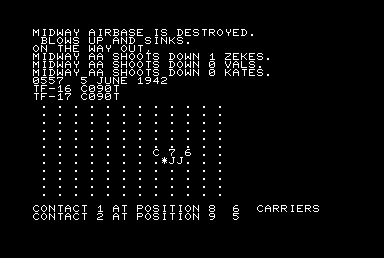 MIDWAY AIRBASE IS DESTROYED.
 BLOWS UP AND SINKS.
ON THE WAY OUT.
MIDWAY AA SHOOTS DOWN 1 ZEKES.
MIDWAY AA SHOOTS DOWN 0 VALS.
MIDWAY AA SHOOTS DOWN 0 KATES.
0557  5 JUNE 1942
TF-16 C090T
TF-17 C090T
. . . . . . . . . . . .
. . . . . . . . . . . .
. . . . . . . . . . . .
. . . . . . . . . . . .
. . . . . . . C 7 6 . .
. . . . . . . .*JJ. . .
. . . . . . . . . . . .
. . . . . . . . . . . .
. . . . . . . . . . . .
CONTACT 1 AT POSITION 8  6  CARRIERS
CONTACT 2 AT POSITION 9  5